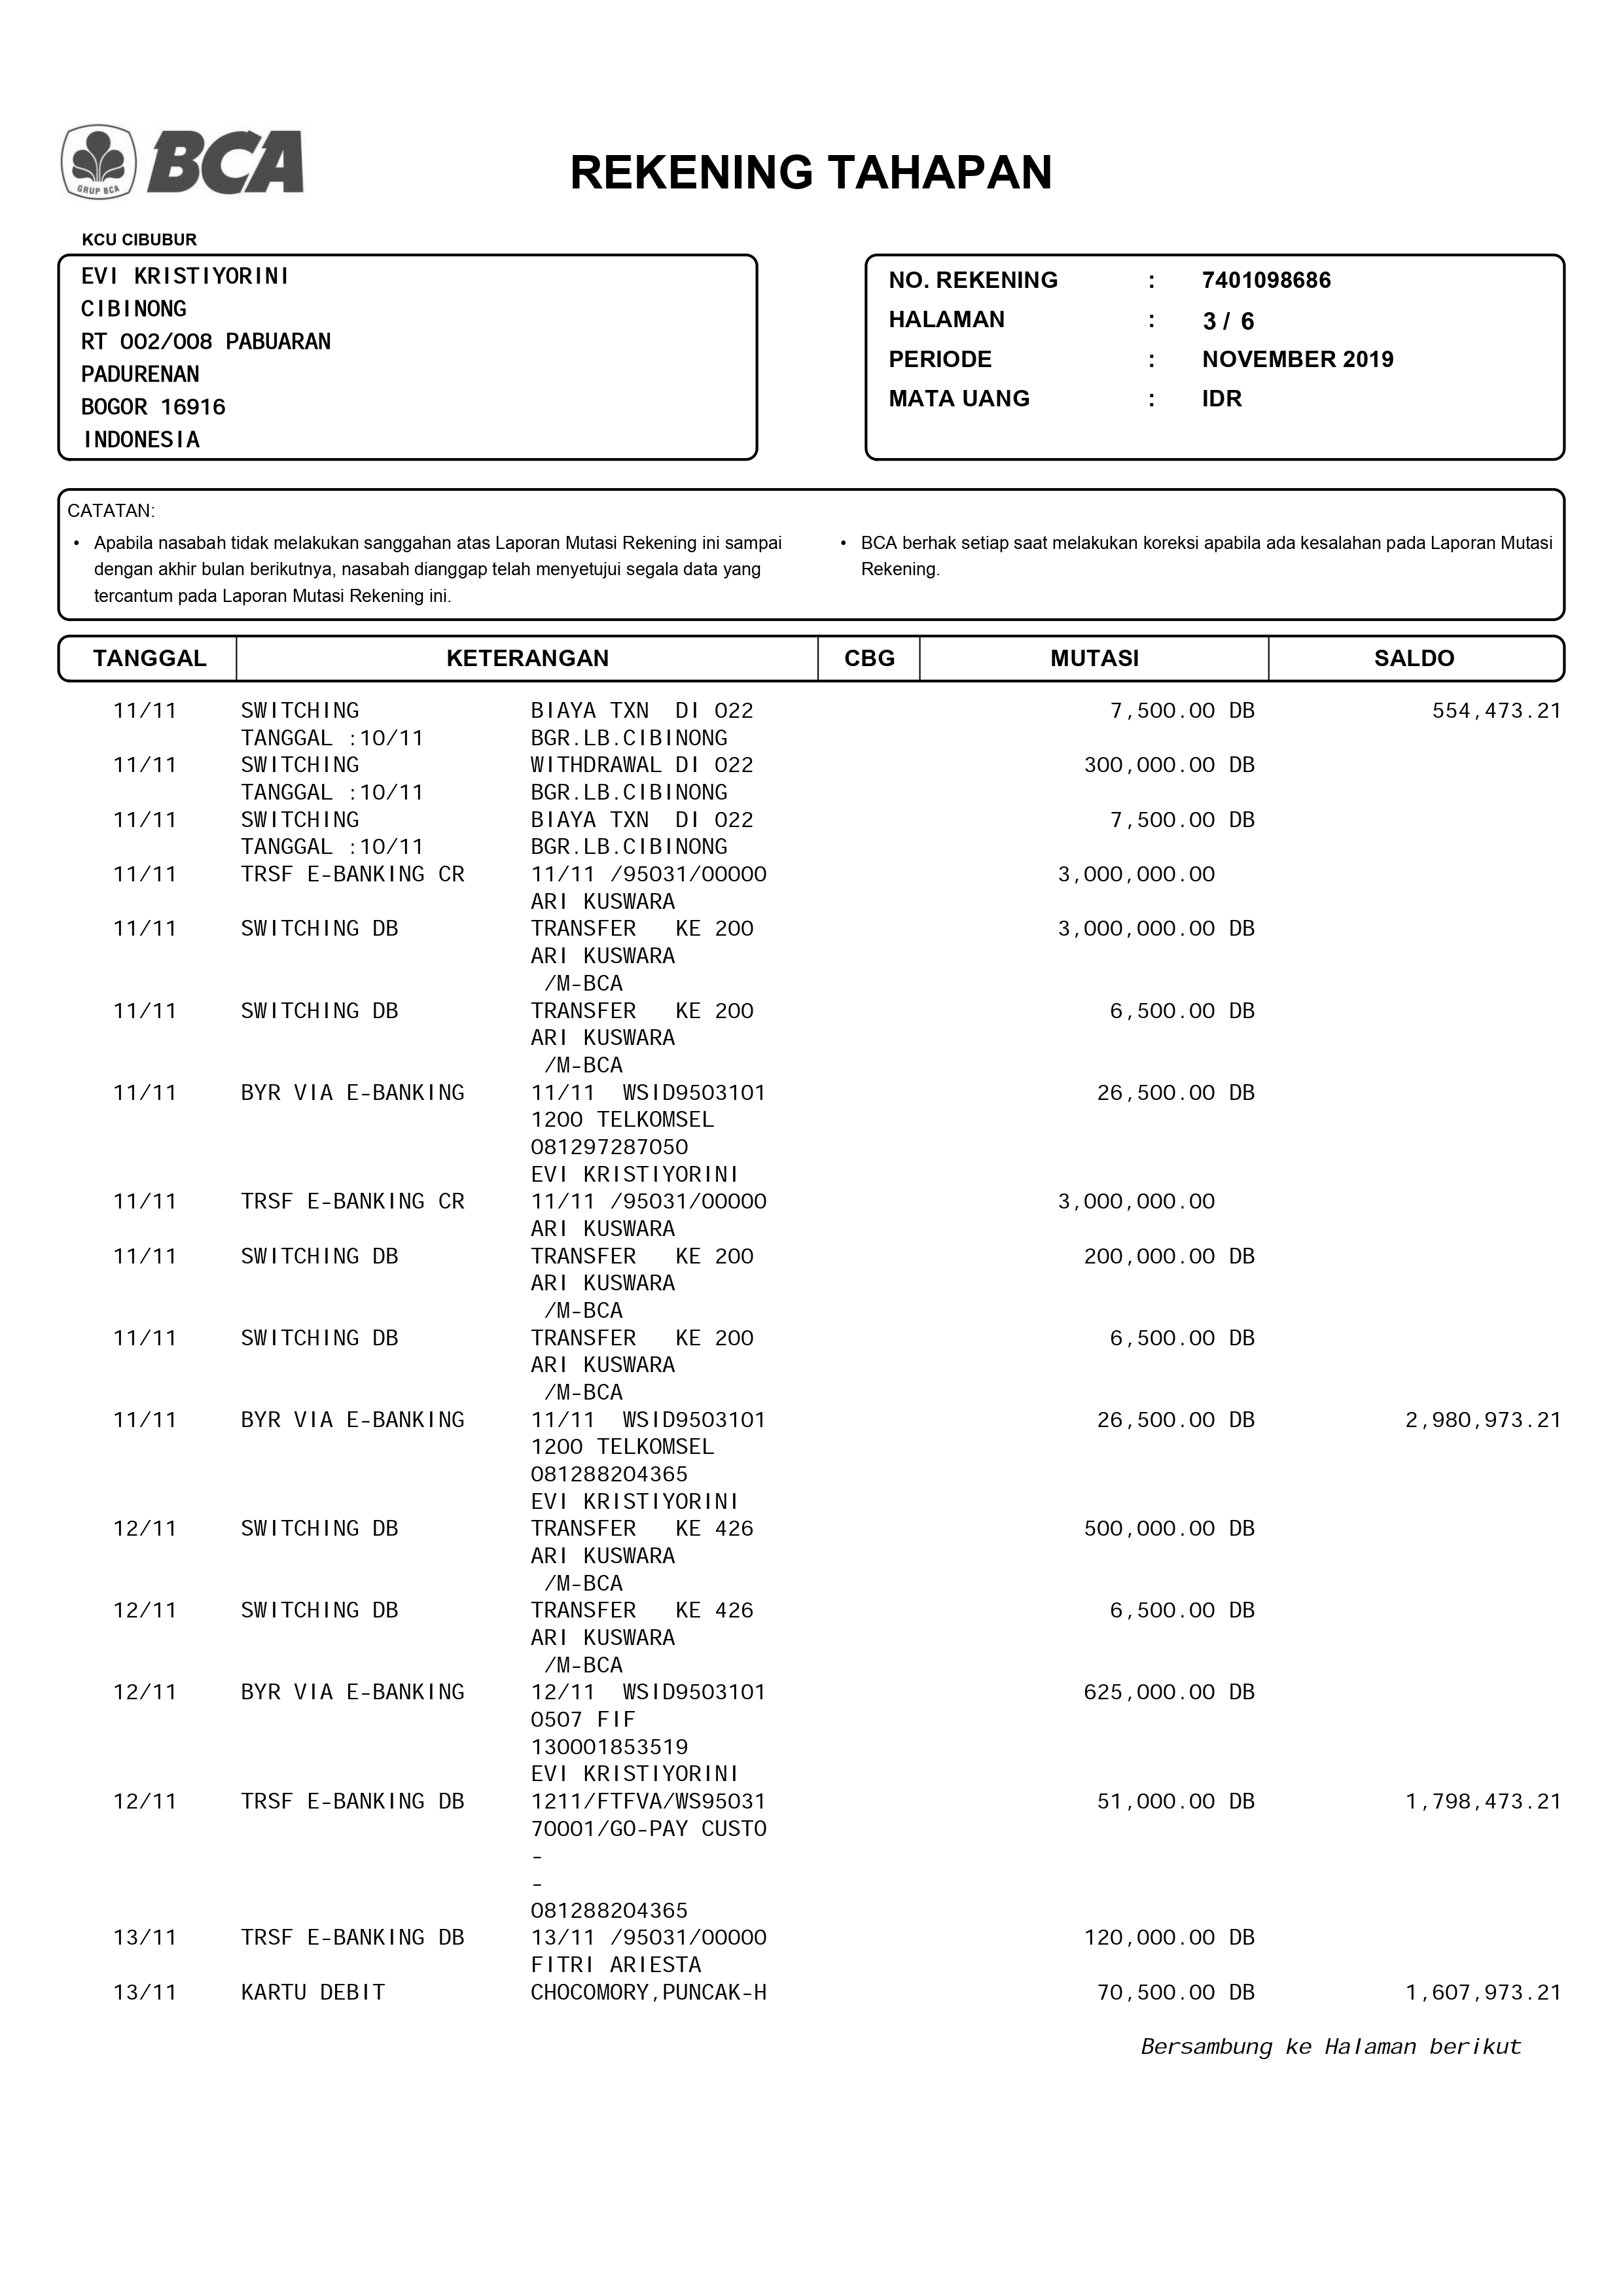 GRUP BCA
BCA
REKENING TAHAPAN
KCU CIBUBUR
EVI KRISTIYORINI
CIBINONG
RT 002/008 PABUARAN
PADURENAN
BOGOR 16916
INDONESIA
NO. REKENING : 7401098686
HALAMAN : 3 / 6
PERIODE : NOVEMBER 2019
MATA UANG : IDR
CATATAN:
• Apabila nasabah tidak melakukan sanggahan atas Laporan Mutasi Rekening ini sampai
dengan akhir bulan berikutnya, nasabah dianggap telah menyetujui segala data yang
tercantum pada Laporan Mutasi Rekening ini.
• BCA berhak setiap saat melakukan koreksi apabila ada kesalahan pada Laporan Mutasi
Rekening.
TANGGAL KETERANGAN CBG MUTASI SALDO
11/11 SWITCHING BIAYA TXN DI 022 7,500.00 DB 554,473.21
TANGGAL :10/11 BGR.LB.CIBINONG
11/11 SWITCHING WITHDRAWAL DI 022 300,000.00 DB
TANGGAL :10/11 BGR.LB.CIBINONG
11/11 SWITCHING BIAYA TXN DI 022 7,500.00 DB
TANGGAL :10/11 BGR.LB.CIBINONG
11/11 TRSF E-BANKING CR 11/11 /95031/00000 3,000,000.00
ARI KUSWARA
11/11 SWITCHING DB TRANSFER KE 200 3,000,000.00 DB
ARI KUSWARA
/M-BCA
11/11 SWITCHING DB TRANSFER KE 200 6,500.00 DB
ARI KUSWARA
/M-BCA
11/11 BYR VIA E-BANKING 11/11 WSID9503101 26,500.00 DB
1200 TELKOMSEL
081297287050
EVI KRISTIYORINI
11/11 TRSF E-BANKING CR 11/11 /95031/00000 3,000,000.00
ARI KUSWARA
11/11 SWITCHING DB TRANSFER KE 200 200,000.00 DB
ARI KUSWARA
/M-BCA
11/11 SWITCHING DB TRANSFER KE 200 6,500.00 DB
ARI KUSWARA
/M-BCA
11/11 BYR VIA E-BANKING 11/11 WSID9503101 26,500.00 DB 2,980,973.21
1200 TELKOMSEL
081288204365
EVI KRISTIYORINI
12/11 SWITCHING DB TRANSFER KE 426 500,000.00 DB
ARI KUSWARA
/M-BCA
12/11 SWITCHING DB TRANSFER KE 426 6,500.00 DB
ARI KUSWARA
/M-BCA
12/11 BYR VIA E-BANKING 12/11 WSID9503101 625,000.00 DB
0507 FIF
130001853519
EVI KRISTIYORINI
12/11 TRSF E-BANKING DB 1211/FTFVA/WS95031 51,000.00 DB 1,798,473.21
70001/GO-PAY CUSTO
-
-
081288204365
13/11 TRSF E-BANKING DB 13/11 /95031/00000 120,000.00 DB
FITRI ARIESTA
13/11 KARTU DEBIT CHOCOMORY,PUNCAK-H 70,500.00 DB 1,607,973.21
Bersambung ke Halaman berikut